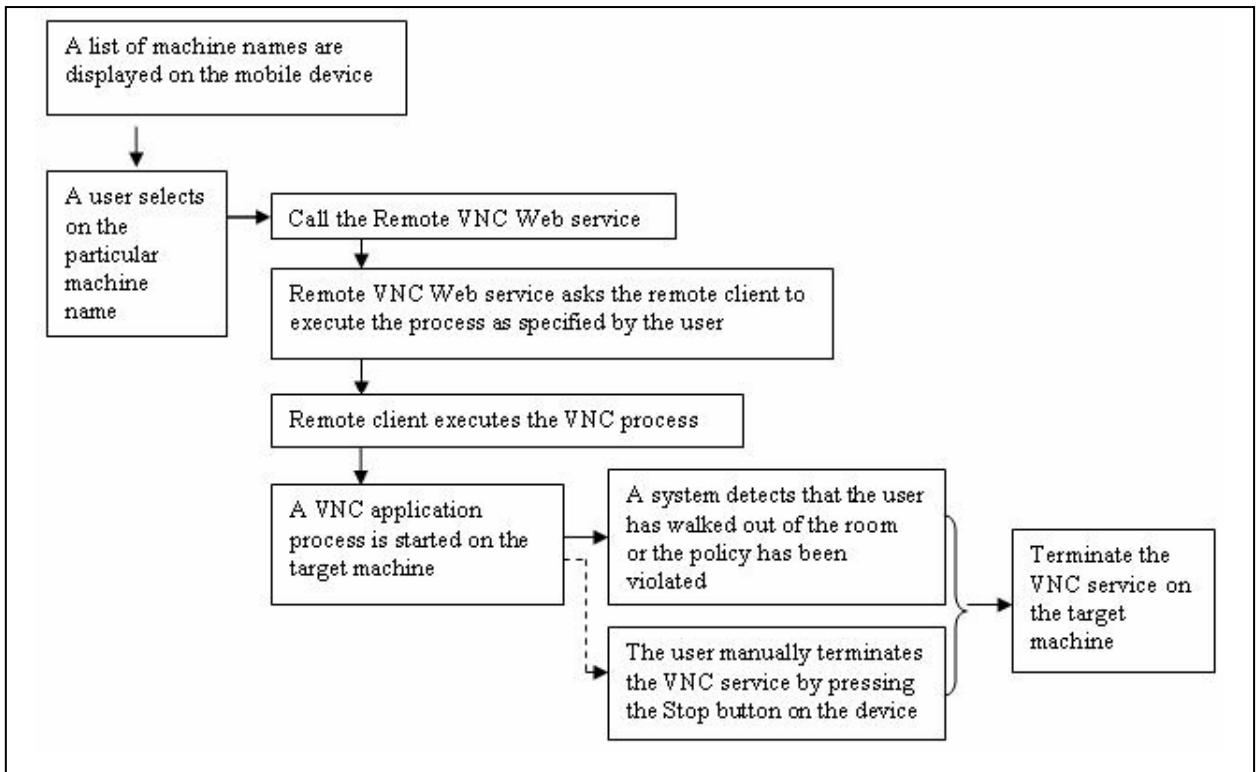 A list of machine names are
displayed on the mobile device
A user selects
on the
particular
machine
name
Call the Remote VNC Web service
Remote VNC Web service asks the remote client to
execute the process as specified by the user
Remote client executes the VNC process
A VNC application
process is started on the
target machine
A system detects that the user
has walked out of the room
or the policy has been
violated
The user manually terminates
the VNC service by pressing
the Stop button on the device
Terminate the
VNC service on
the target
machine